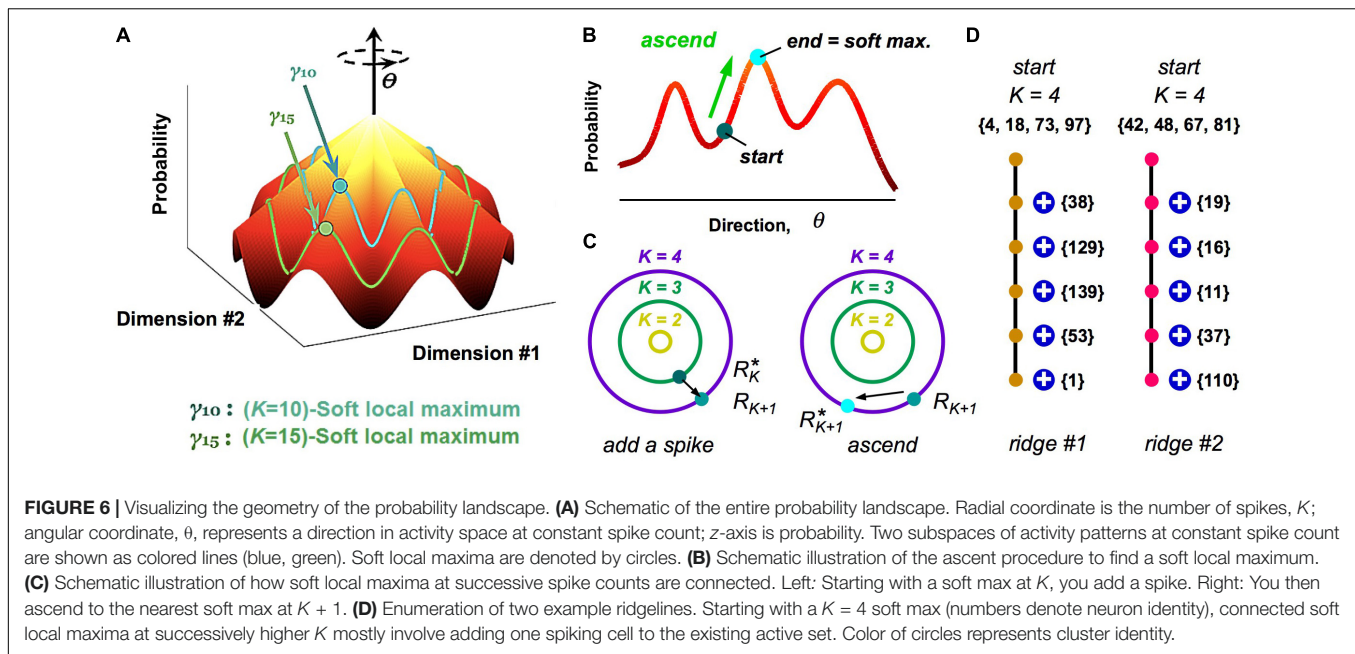 A
γ10
γ15
θ
Probability
Dimension #2
Dimension #1
γ10 : (K=10)-Soft local maximum
γ15 : (K=15)-Soft local maximum
B
ascend
end = soft max.
start
Probability
Direction, θ
C
K = 4
K = 3
K = 2
R*K
RK+1
add a spike
K = 4
K = 3
K = 2
RK+1
R*K+1
ascend
D
start
K = 4
{4, 18, 73, 97}
{38}
{129}
{139}
{53}
{1}
ridge #1
start
K = 4
{42, 48, 67, 81}
{19}
{16}
{11}
{37}
{110}
ridge #2
FIGURE 6 | Visualizing the geometry of the probability landscape. (A) Schematic of the entire probability landscape. Radial coordinate is the number of spikes, K;
angular coordinate, θ, represents a direction in activity space at constant spike count; z-axis is probability. Two subspaces of activity patterns at constant spike count
are shown as colored lines (blue, green). Soft local maxima are denoted by circles. (B) Schematic illustration of the ascent procedure to find a soft local maximum.
(C) Schematic illustration of how soft local maxima at successive spike counts are connected. Left: Starting with a soft max at K, you add a spike. Right: You then
ascend to the nearest soft max at K + 1. (D) Enumeration of two example ridgelines. Starting with a K = 4 soft max (numbers denote neuron identity), connected soft
local maxima at successively higher K mostly involve adding one spiking cell to the existing active set. Color of circles represents cluster identity.